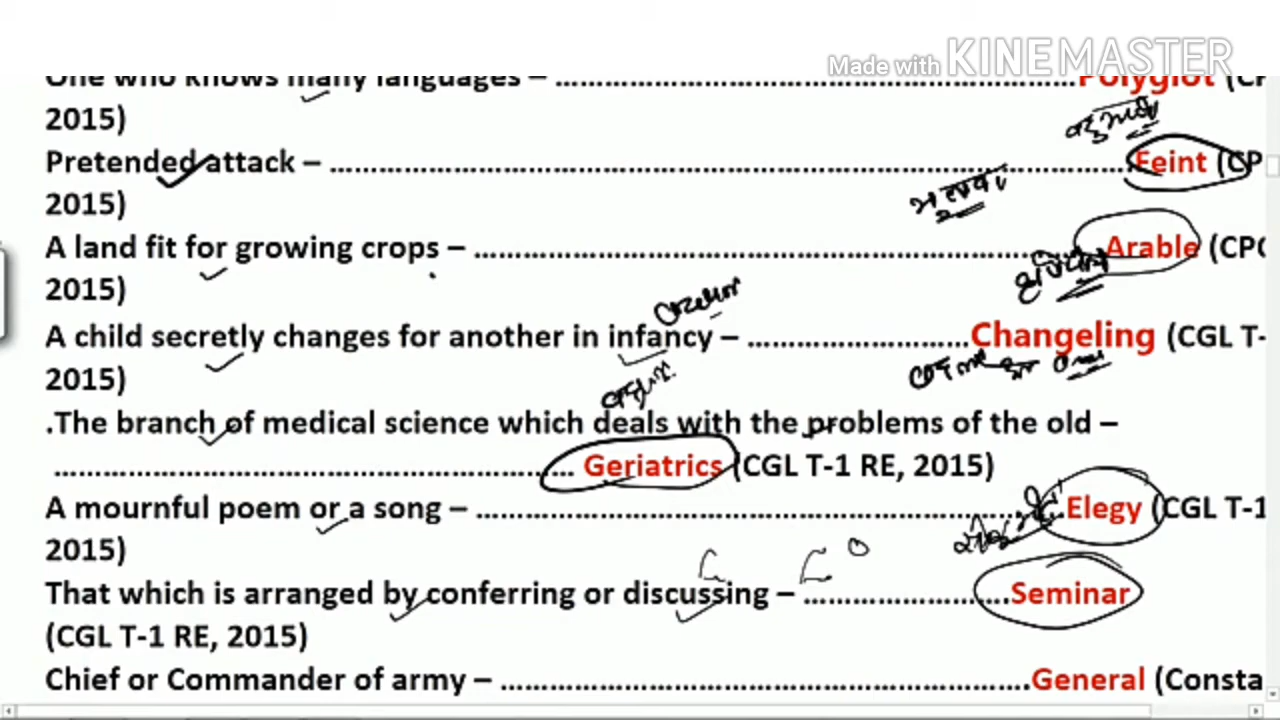 Made with KINEMASTER
One who knows many languages – ........................................................Polyglot (CP
2015)
Pretended attack – ........................................................Feint (CP
2015)
A land fit for growing crops – ........................................................Arable (CPO
2015)
A child secretly changes for another in infancy – ...........................Changeling (CGL T-
2015)
.The branch of medical science which deals with the problems of the old –
............................................................... Geriatrics (CGL T-1 RE, 2015)
A mournful poem or a song – ........................................................Elegy (CGL T-1
2015)
That which is arranged by conferring or discussing – .........................Seminar
(CGL T-1 RE, 2015)
Chief or Commander of army – ................................................................General (Consta